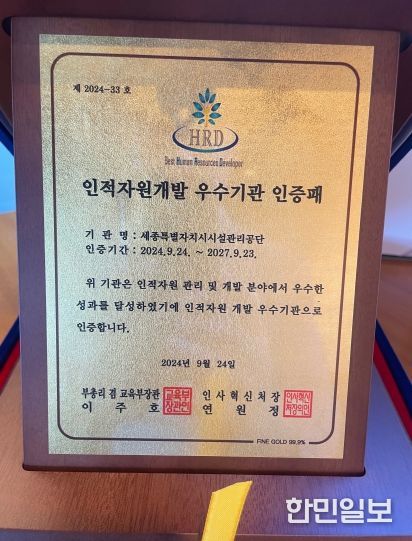 제 2024-33 호
HRD
Best Human Resources Developer
인적자원개발 우수기관 인증패
기 관 명 : 세종특별자치시시설관리공단
인증기간 : 2024.9.24. ~ 2027.9.23.
위 기관은 인적자원 관리 및 개발 분야에서 우수한
성과를 달성하였기에 인적자원 개발 우수기관으로
인증합니다.
2024년 9월 24일
부총리 겸 교육부장관 교육부
이 주 호 장관인
인사혁신처장 인사혁신
연 원 정 처장의인
FINE GOLD 99.9%
한민일보